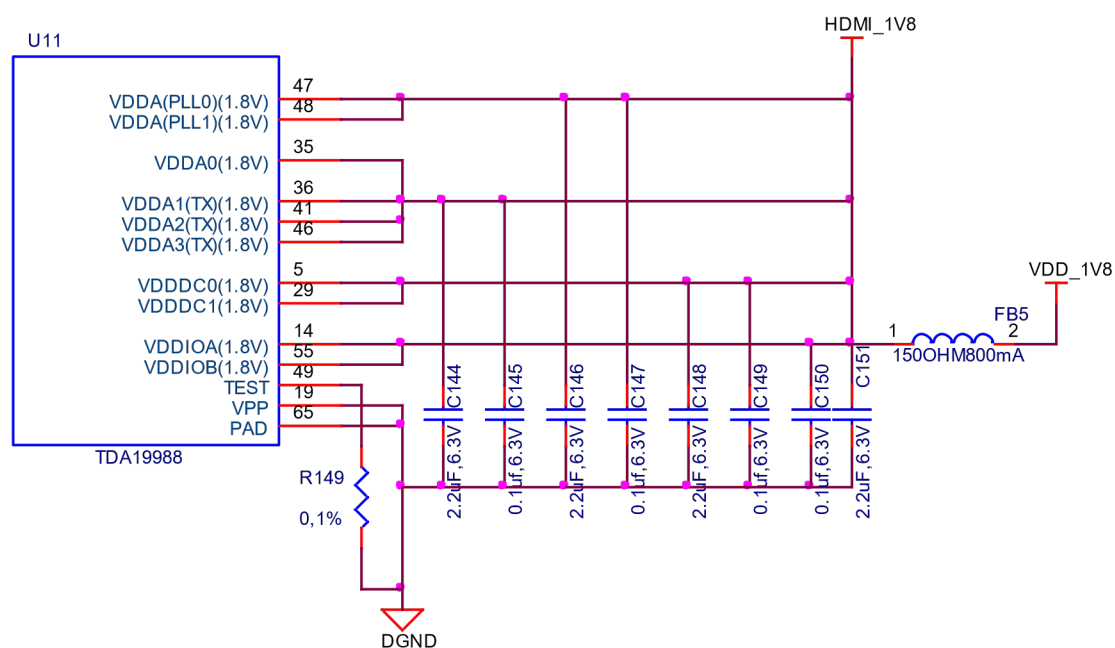 HDMI_1V8
U11
47
VDDA(PLL0)(1.8V)
48
VDDA(PLL1)(1.8V)
35
VDDA0(1.8V)
36
VDDA1(TX)(1.8V)
41
VDDA2(TX)(1.8V)
46
VDDA3(TX)(1.8V)
5
VDDDC0(1.8V)
29
VDDDC1(1.8V)
14
VDDIOA(1.8V)
55
VDDIOB(1.8V)
49
TEST
19
VPP
65
PAD
TDA19988
VDD_1V8
FB5
1
2
150OHM800mA
C144
C145
C146
C147
C148
C149
C150
C151
2.2uF,6.3V
0.1uf,6.3V
2.2uF,6.3V
0.1uf,6.3V
2.2uF,6.3V
0.1uf,6.3V
0.1uf,6.3V
2.2uF,6.3V
R149
0,1%
DGND